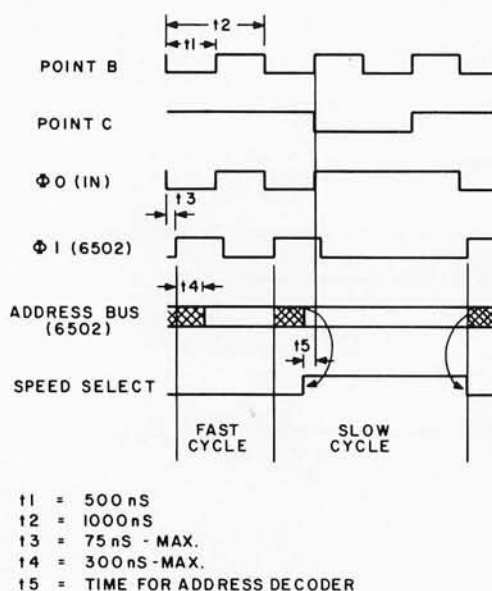 t2
t1
POINT B
POINT C
Φ0 (IN)
t3
Φ1 (6502)
t4
ADDRESS BUS
(6502)
t5
SPEED SELECT
FAST
CYCLE
SLOW
CYCLE
t1 = 500nS
t2 = 1000nS
t3 = 75nS - MAX.
t4 = 300nS-MAX.
t5 = TIME FOR ADDRESS DECODER